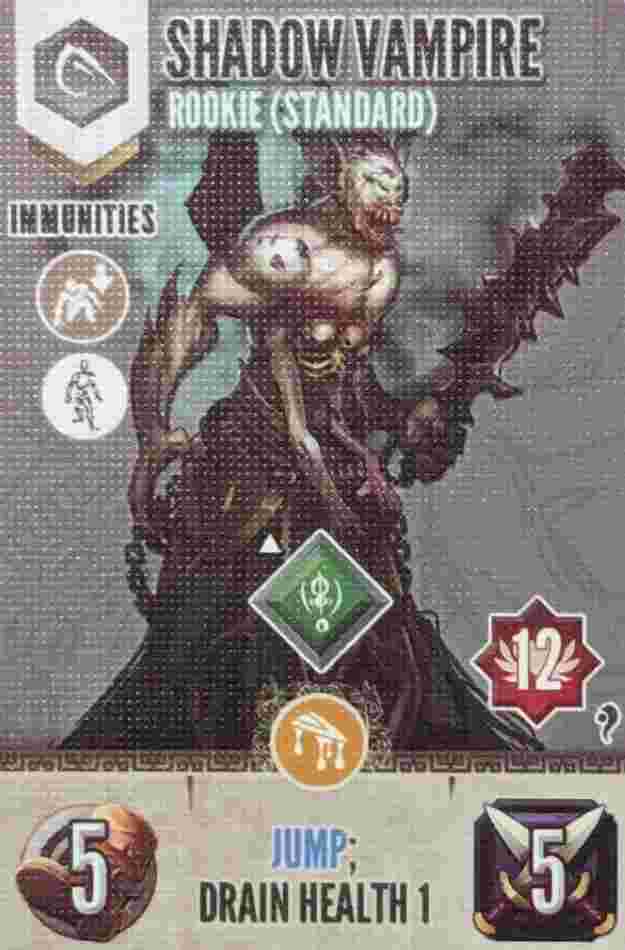 SHADOW VAMPIRE
ROOKIE (STANDARD)
IMMUNITIES
12
5
JUMP;
DRAIN HEALTH 1
5